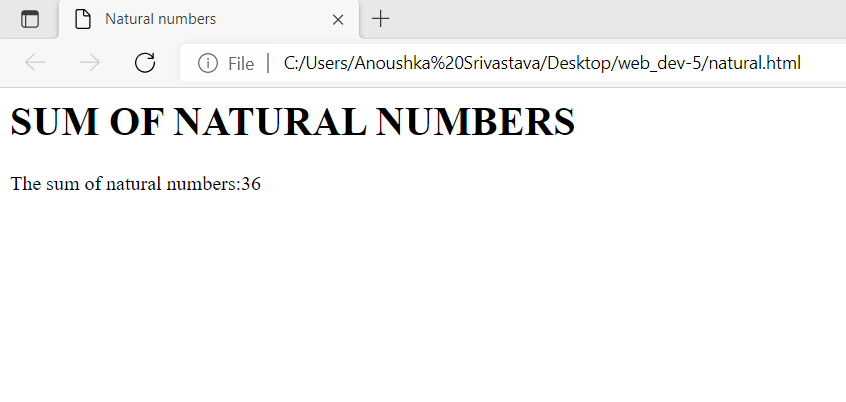 Natural numbers
File | C:/Users/Anoushka%20Srivastava/Desktop/web_dev-5/natural.html
SUM OF NATURAL NUMBERS
The sum of natural numbers:36